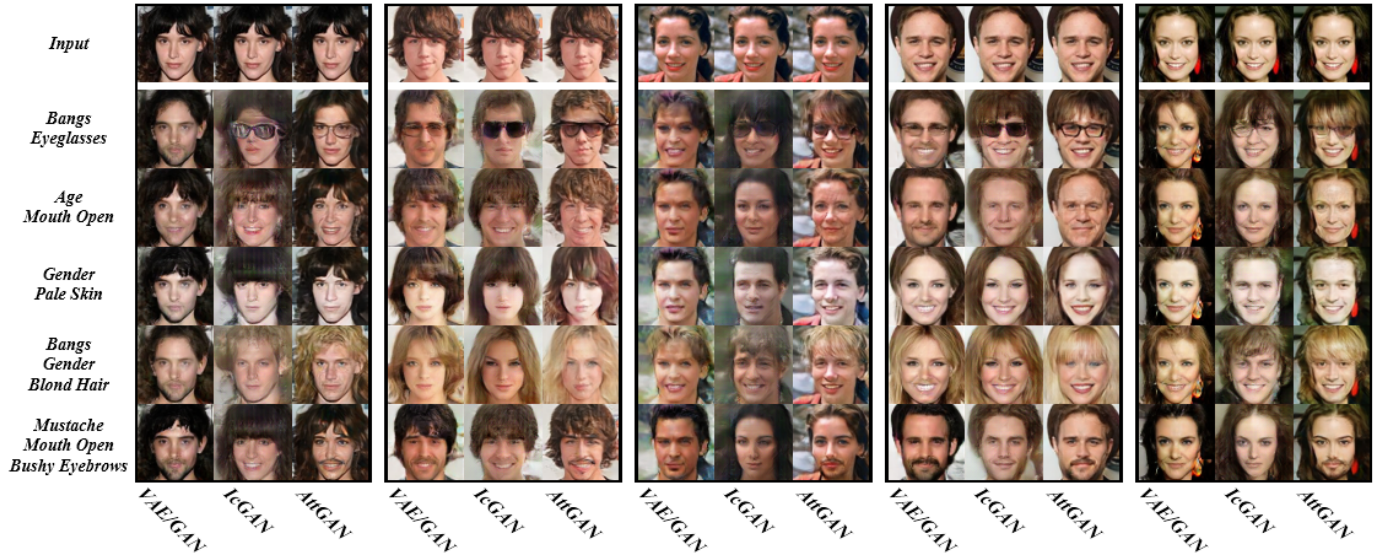 Input
Bangs
Eyeglasses
Age
Mouth Open
Gender
Pale Skin
Bangs
Gender
Blond Hair
Mustache
Mouth Open
Bushy Eyebrows
VAE/GAN
IcGAN
AttGAN
VAE/GAN
IcGAN
AttGAN
VAE/GAN
IcGAN
AttGAN
VAE/GAN
IcGAN
AttGAN
VAE/GAN
IcGAN
AttGAN